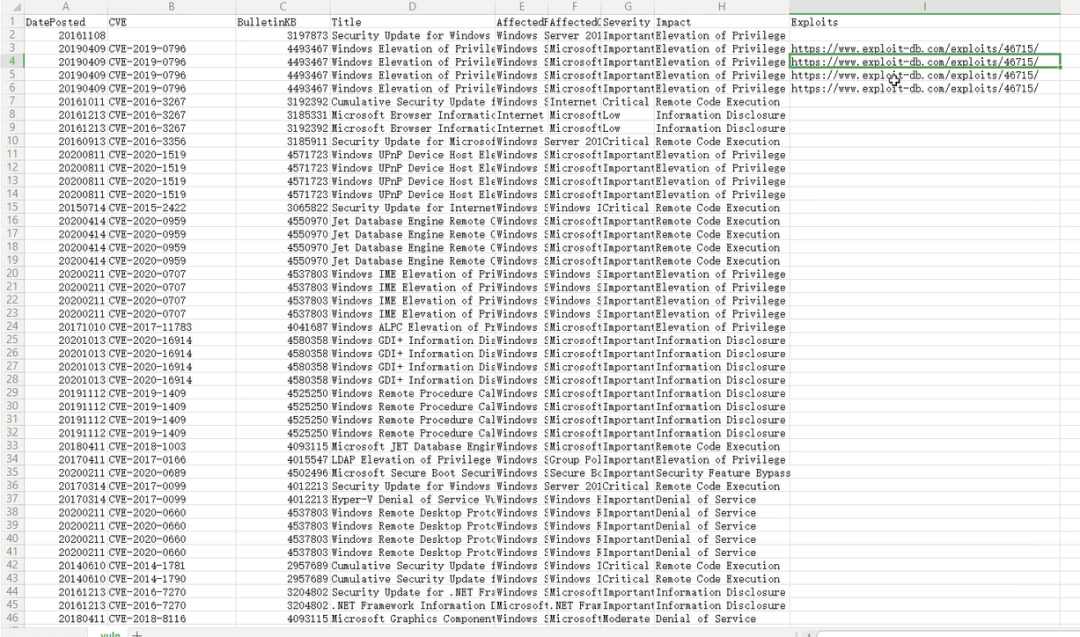 A B C D E F G H I
1 DatePosted CVE BulletinKB Title AffectedP AffectedC Severity Impact Exploits
2 20161108 3197873 Security Update for Windows Windows Server 201 Important Elevation of Privilege
3 20190409 CVE-2019-0796 4493467 Windows Elevation of Privile Windows S Microsoft Important Elevation of Privilege https://www.exploit-db.com/exploits/46715/
4 20190409 CVE-2019-0796 4493467 Windows Elevation of Privile Windows S Microsoft Important Elevation of Privilege https://www.exploit-db.com/exploits/46715/
5 20190409 CVE-2019-0796 4493467 Windows Elevation of Privile Windows S Microsoft Important Elevation of Privilege https://www.exploit-db.com/exploits/46715/
6 20190409 CVE-2019-0796 4493467 Windows Elevation of Privile Windows S Microsoft Important Elevation of Privilege https://www.exploit-db.com/exploits/46715/
7 20161011 CVE-2016-3267 3192392 Cumulative Security Update f Windows S Internet Critical Remote Code Execution
8 20161213 CVE-2016-3267 3185331 Microsoft Browser Informatic Internet Microsoft Low Information Disclosure
9 20161213 CVE-2016-3267 3192392 Microsoft Browser Informatic Internet Microsoft Low Information Disclosure
10 20160913 CVE-2016-3356 3185911 Security Update for Microsof Windows Server 201 Critical Remote Code Execution
11 20200811 CVE-2020-1519 4571723 Windows UPnP Device Host Ele Windows S Microsoft Important Elevation of Privilege
12 20200811 CVE-2020-1519 4571723 Windows UPnP Device Host Ele Windows S Microsoft Important Elevation of Privilege
13 20200811 CVE-2020-1519 4571723 Windows UPnP Device Host Ele Windows S Microsoft Important Elevation of Privilege
14 20200811 CVE-2020-1519 4571723 Windows UPnP Device Host Ele Windows S Microsoft Important Elevation of Privilege
15 20150714 CVE-2015-2422 3065822 Security Update for Internet Windows S Windows I Critical Remote Code Execution
16 20200414 CVE-2020-0959 4550970 Jet Database Engine Remote C Windows S Microsoft Important Remote Code Execution
17 20200414 CVE-2020-0959 4550970 Jet Database Engine Remote C Windows S Microsoft Important Remote Code Execution
18 20200414 CVE-2020-0959 4550970 Jet Database Engine Remote C Windows S Microsoft Important Remote Code Execution
19 20200414 CVE-2020-0959 4550970 Jet Database Engine Remote C Windows S Microsoft Important Remote Code Execution
20 20200211 CVE-2020-0707 4537803 Windows IME Elevation of Pri Windows S Windows S Important Elevation of Privilege
21 20200211 CVE-2020-0707 4537803 Windows IME Elevation of Pri Windows S Windows S Important Elevation of Privilege
22 20200211 CVE-2020-0707 4537803 Windows IME Elevation of Pri Windows S Windows S Important Elevation of Privilege
23 20200211 CVE-2020-0707 4537803 Windows IME Elevation of Pri Windows S Windows S Important Elevation of Privilege
24 20171010 CVE-2017-11783 4041687 Windows ALPC Elevation of Pr Windows S Microsoft Important Elevation of Privilege
25 20201013 CVE-2020-16914 4580358 Windows GDI+ Information Dis Windows S Microsoft Important Information Disclosure
26 20201013 CVE-2020-16914 4580358 Windows GDI+ Information Dis Windows S Microsoft Important Information Disclosure
27 20201013 CVE-2020-16914 4580358 Windows GDI+ Information Dis Windows S Microsoft Important Information Disclosure
28 20201013 CVE-2020-16914 4580358 Windows GDI+ Information Dis Windows S Microsoft Important Information Disclosure
29 20191112 CVE-2019-1409 4525250 Windows Remote Procedure Cal Windows S Microsoft Important Information Disclosure
30 20191112 CVE-2019-1409 4525250 Windows Remote Procedure Cal Windows S Microsoft Important Information Disclosure
31 20191112 CVE-2019-1409 4525250 Windows Remote Procedure Cal Windows S Microsoft Important Information Disclosure
32 20191112 CVE-2019-1409 4525250 Windows Remote Procedure Cal Windows S Microsoft Important Information Disclosure
33 20180411 CVE-2018-1003 4093115 Microsoft JET Database Engin Windows S Microsoft Important Remote Code Execution
34 20170411 CVE-2017-0166 4015547 LDAP Elevation of Privilege Windows S Group Pol Important Elevation of Privilege
35 20200211 CVE-2020-0689 4502496 Microsoft Secure Boot Securi Windows S Secure Bo Important Security Feature Bypass
36 20170314 CVE-2017-0099 4012213 Security Update for Windows Windows Server 201 Critical Remote Code Execution
37 20170314 CVE-2017-0099 4012213 Hyper-V Denial of Service Vu Windows S Windows H Important Denial of Service
38 20200211 CVE-2020-0660 4537803 Windows Remote Desktop Proto Windows S Windows R Important Denial of Service
39 20200211 CVE-2020-0660 4537803 Windows Remote Desktop Proto Windows S Windows R Important Denial of Service
40 20200211 CVE-2020-0660 4537803 Windows Remote Desktop Proto Windows S Windows R Important Denial of Service
41 20200211 CVE-2020-0660 4537803 Windows Remote Desktop Proto Windows S Windows R Important Denial of Service
42 20140610 CVE-2014-1781 2957689 Cumulative Security Update f Windows S Windows I Critical Remote Code Execution
43 20140610 CVE-2014-1790 2957689 Cumulative Security Update f Windows S Windows I Critical Remote Code Execution
44 20161213 CVE-2016-7270 3204802 Security Update for .NET Fra Windows S Microsoft Important Information Disclosure
45 20161213 CVE-2016-7270 3204802 .NET Framework Information D Microsoft .NET Fram Important Information Disclosure
46 20180411 CVE-2018-8116 4093115 Microsoft Graphics Component Windows S Microsoft Moderate Denial of Service
vuln